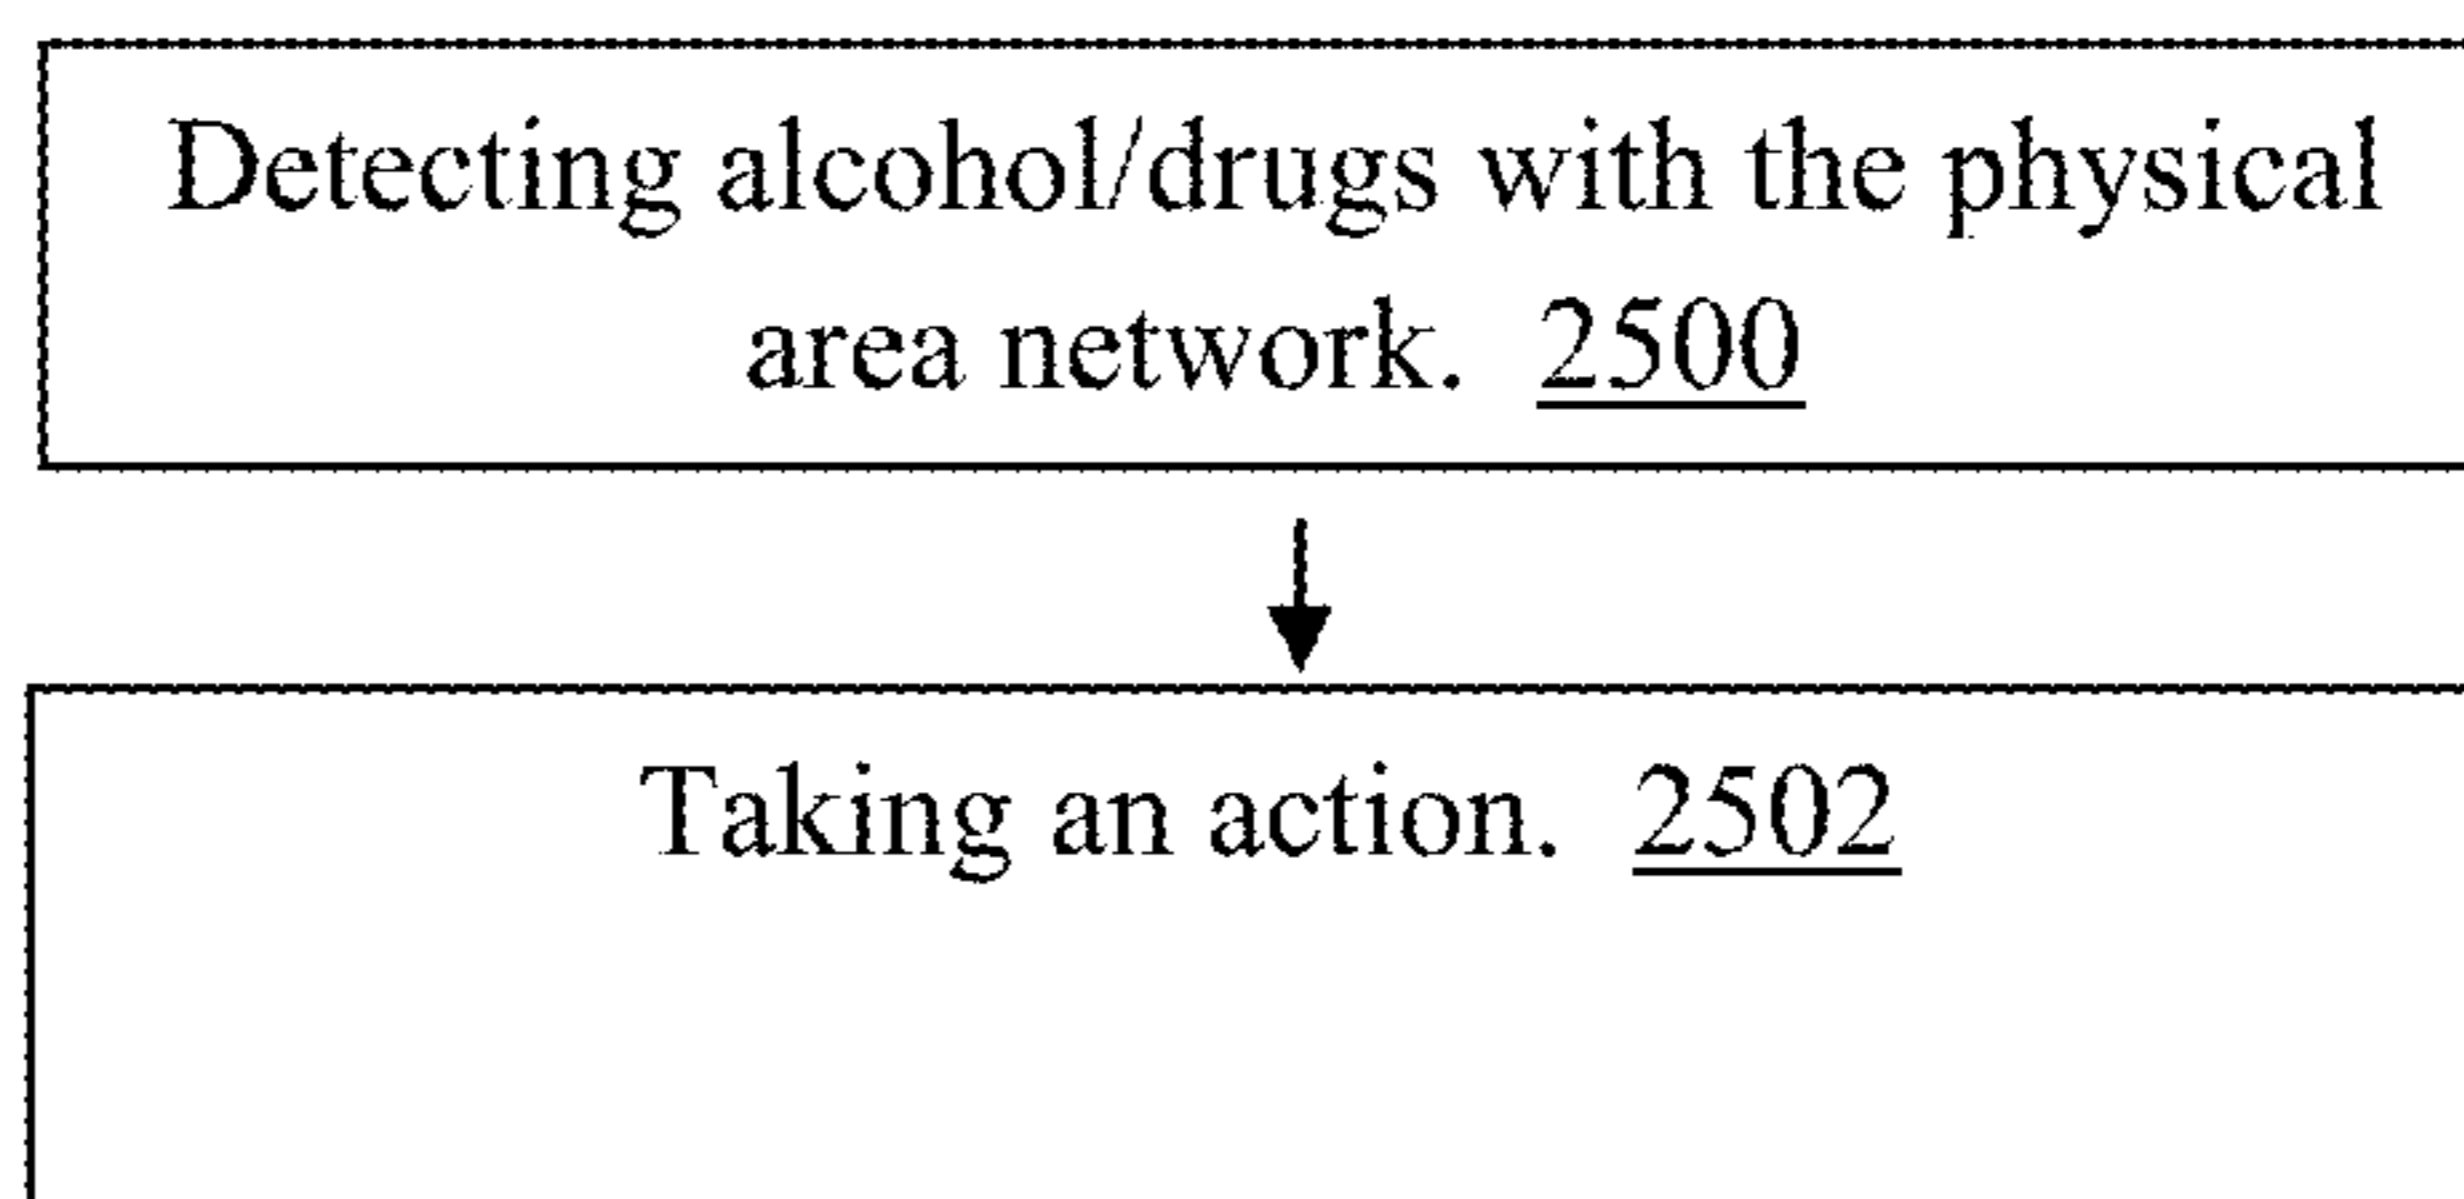 Detecting alcohol/drugs with the physical
area network. 2500
Taking an action. 2502